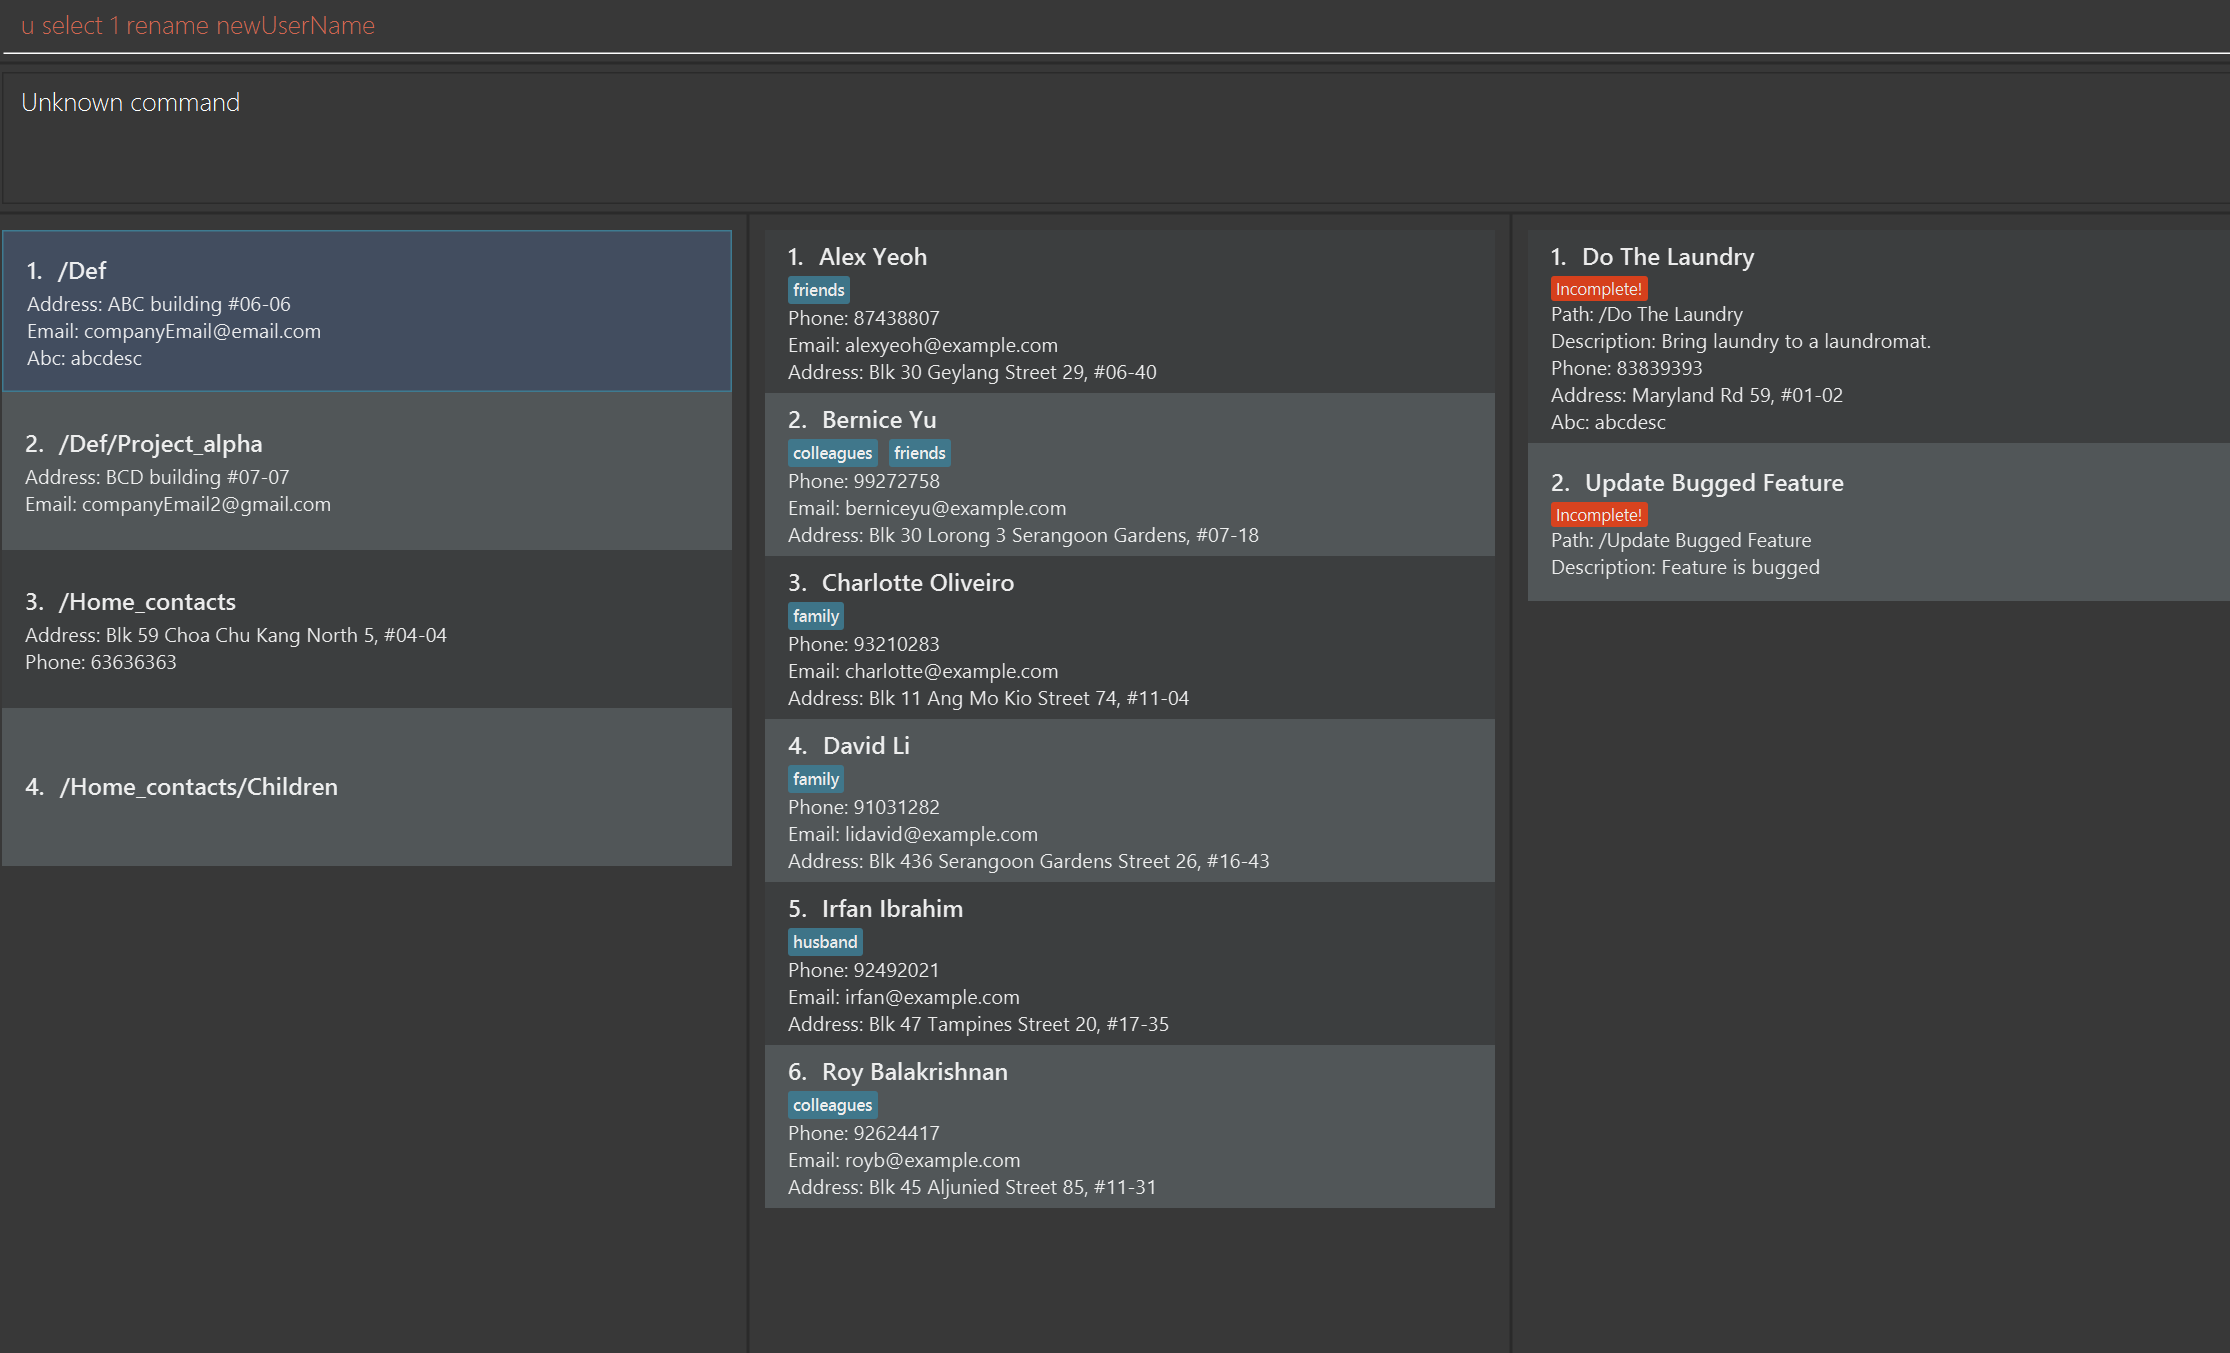 u select 1 rename newUserName
Unknown command
1. /Def
Address: ABC building #06-06
Email: companyEmail@email.com
Abc: abcdesc
2. /Def/Project_alpha
Address: BCD building #07-07
Email: companyEmail2@gmail.com
3. /Home_contacts
Address: Blk 59 Choa Chu Kang North 5, #04-04
Phone: 63636363
4. /Home_contacts/Children
1. Alex Yeoh
friends
Phone: 87438807
Email: alexyeoh@example.com
Address: Blk 30 Geylang Street 29, #06-40
2. Bernice Yu
colleagues friends
Phone: 99272758
Email: berniceyu@example.com
Address: Blk 30 Lorong 3 Serangoon Gardens, #07-18
3. Charlotte Oliveiro
family
Phone: 93210283
Email: charlotte@example.com
Address: Blk 11 Ang Mo Kio Street 74, #11-04
4. David Li
family
Phone: 91031282
Email: lidavid@example.com
Address: Blk 436 Serangoon Gardens Street 26, #16-43
5. Irfan Ibrahim
husband
Phone: 92492021
Email: irfan@example.com
Address: Blk 47 Tampines Street 20, #17-35
6. Roy Balakrishnan
colleagues
Phone: 92624417
Email: royb@example.com
Address: Blk 45 Aljunied Street 85, #11-31
1. Do The Laundry
Incomplete!
Path: /Do The Laundry
Description: Bring laundry to a laundromat.
Phone: 83839393
Address: Maryland Rd 59, #01-02
Abc: abcdesc
2. Update Bugged Feature
Incomplete!
Path: /Update Bugged Feature
Description: Feature is bugged